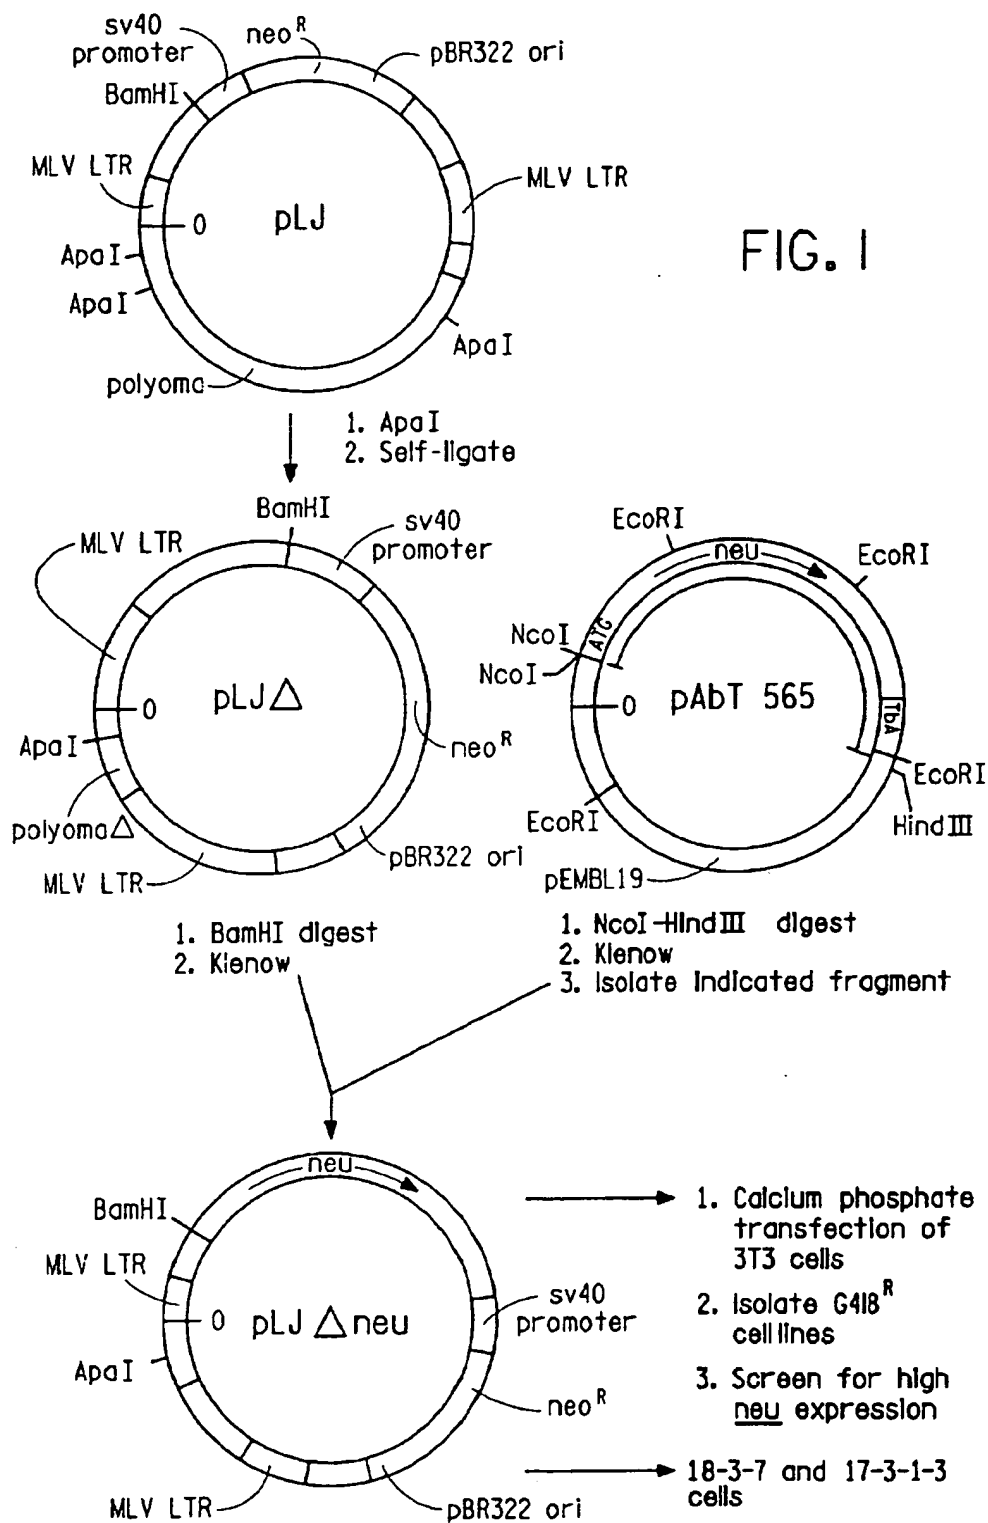 sv40
promoter
neoR
pBR322 ori
BamHI
MLV LTR
MLV LTR
0
pLJ
FIG. 1
ApaI
ApaI
ApaI
polyoma
1. ApaI
2. Self-ligate
BamHI
sv40
promoter
MLV LTR
0
pLJ△
ApaI
neoR
polyoma△
MLV LTR
pBR322 ori
EcoRI
neu
EcoRI
NcoI
ATG
NcoI
0
pAbT 565
TbA
EcoRI
EcoRI
HindIII
pEMBL19
1. BamHI digest
2. Klenow
1. NcoI-HindIII digest
2. Klenow
3. Isolate indicated fragment
neu
BamHI
MLV LTR
0
pLJ△neu
sv40
promoter
ApaI
neoR
MLV LTR
pBR322 ori
1. Calcium phosphate
transfection of
3T3 cells
2. Isolate G418R
cell lines
3. Screen for high
neu expression
18-3-7 and 17-3-1-3
cells